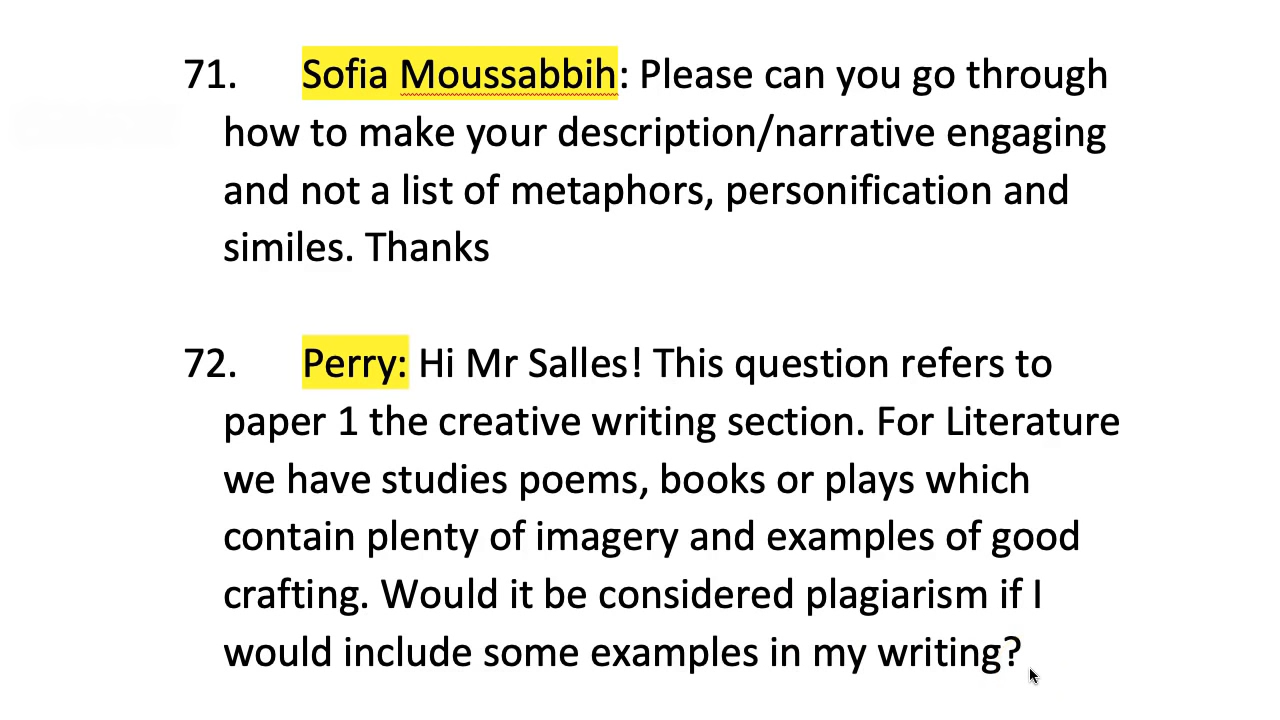 71. Sofia Moussabbih: Please can you go through
how to make your description/narrative engaging
and not a list of metaphors, personification and
similes. Thanks
72. Perry: Hi Mr Salles! This question refers to
paper 1 the creative writing section. For Literature
we have studies poems, books or plays which
contain plenty of imagery and examples of good
crafting. Would it be considered plagiarism if I
would include some examples in my writing?